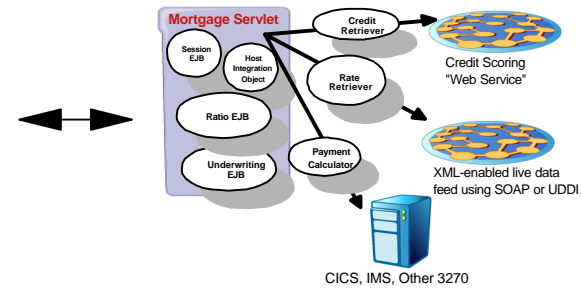 Mortgage Servlet
Session
EJB
Host
Integration
Object
Ratio EJB
Underwriting
EJB
Credit
Retriever
Rate
Retriever
Payment
Calculator
Credit Scoring
"Web Service"
XML-enabled live data
feed using SOAP or UDDI
CICS, IMS, Other 3270